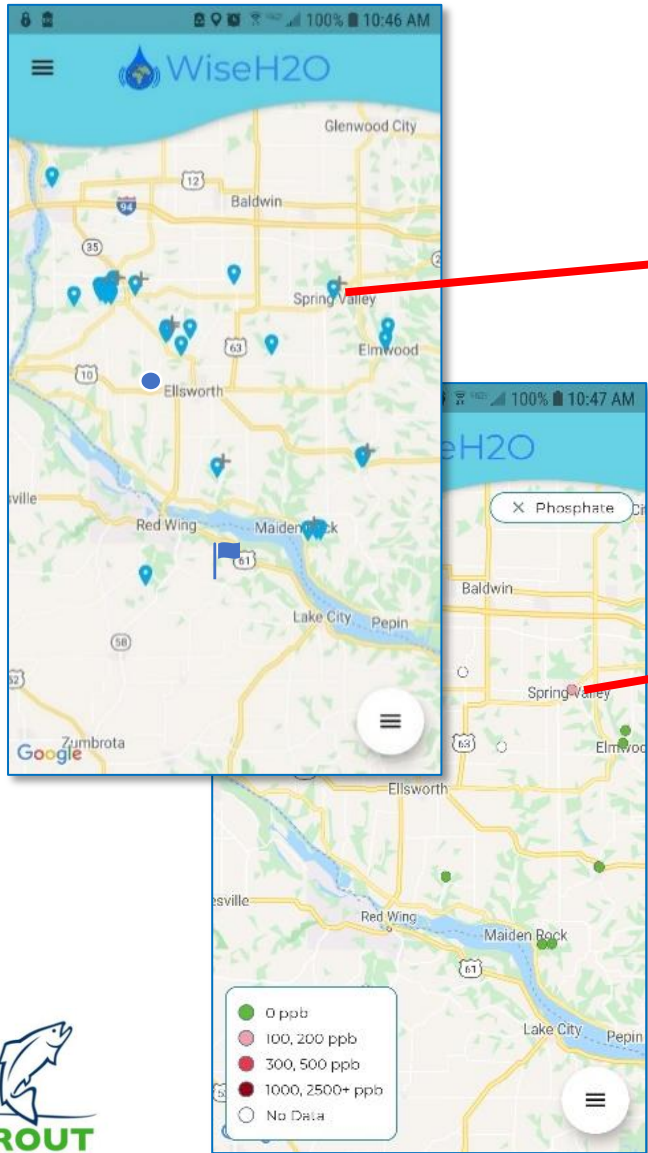 100% 10:46 AM
WiseH2O
Glenwood City
12
94
Baldwin
35
Spring Valley
63
Elmwood
10
Ellsworth
Red Wing
Maiden Rock
61
Lake City
Pepin
58
Zumbrota
Google
100% 10:47 AM
H2O
× Phosphate
Baldwin
Spring Valley
63
Ellsworth
Red Wing
Maiden Rock
61
Lake City
Pepin
0 ppb
100, 200 ppb
300, 500 ppb
1000, 2500+ ppb
No Data
ROUT